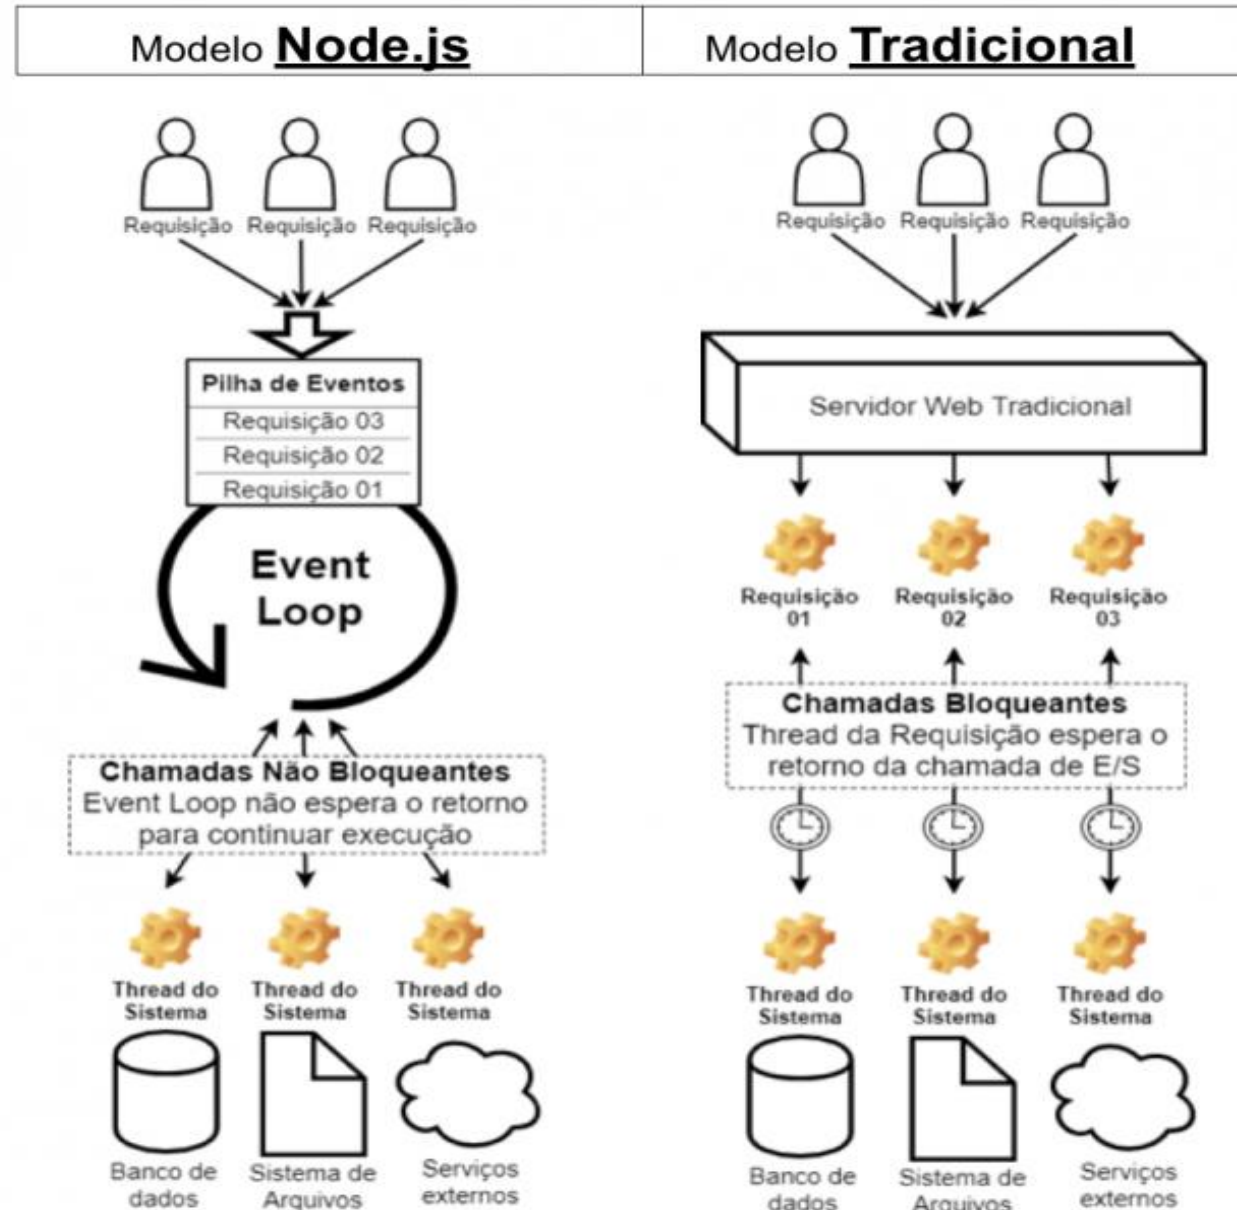 Modelo Node.js
Modelo Tradicional
Requisição Requisição Requisição
Pilha de Eventos
Requisição 03
Requisição 02
Requisição 01
Event
Loop
Chamadas Não Bloqueantes
Event Loop não espera o retorno
para continuar execução
Thread do Sistema
Thread do Sistema
Thread do Sistema
Banco de dados
Sistema de Arquivos
Serviços externos
Requisição Requisição Requisição
Servidor Web Tradicional
Requisição 01
Requisição 02
Requisição 03
Chamadas Bloqueantes
Thread da Requisição espera o
retorno da chamada de E/S
Thread do Sistema
Thread do Sistema
Thread do Sistema
Banco de dados
Sistema de Arquivos
Serviços externos